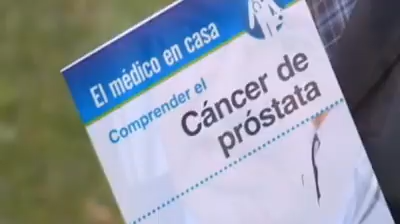 El médico en casa
Comprender el
Cáncer de
próstata